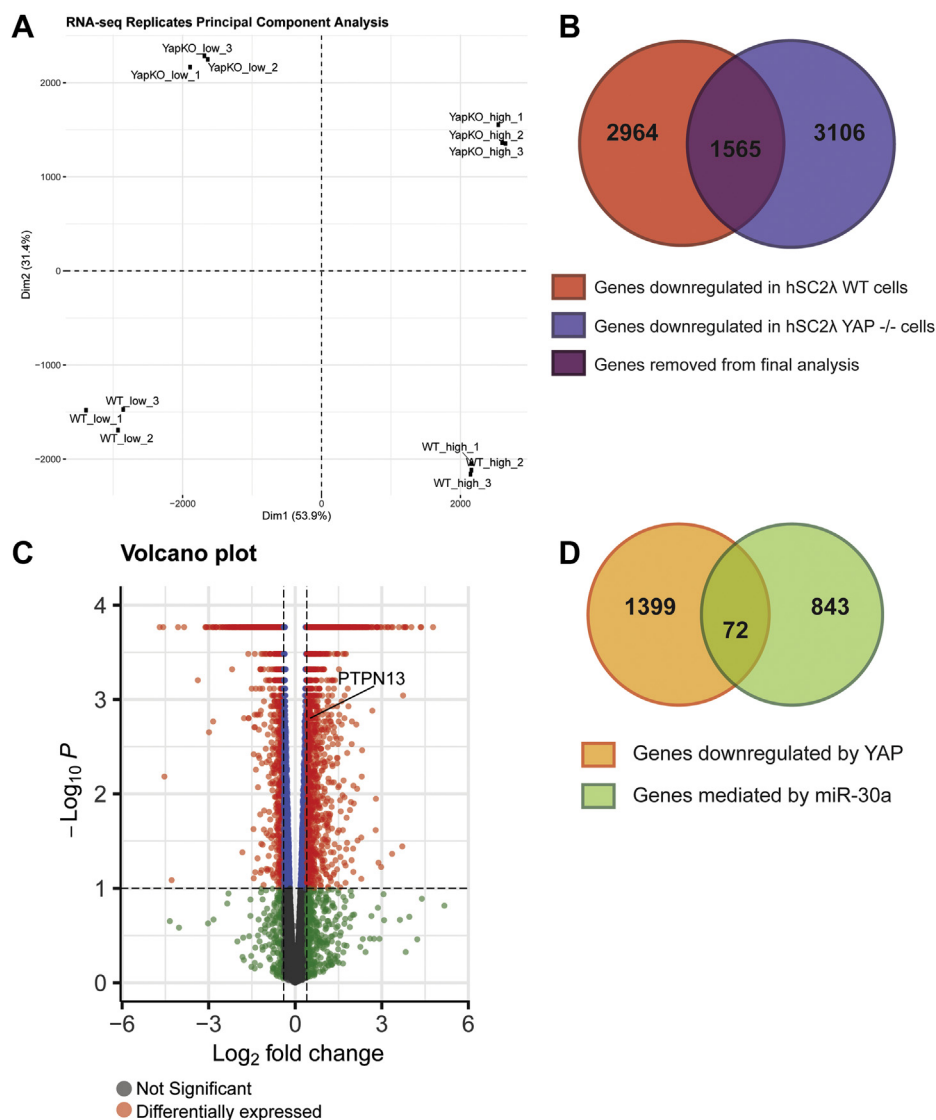 A
RNA-seq Replicates Principal Component Analysis
YapKO_low_3
YapKO_low_2
YapKO_low_1
YapKO_high_1
YapKO_high_2
YapKO_high_3
WT_low_3
WT_low_1
WT_low_2
WT_high_1
WT_high_2
WT_high_3
2000
1000
0
−1000
−2000
Dim2 (31.4%)
−2000
0
2000
Dim1 (53.9%)
B
2964
1565
3106
Genes downregulated in hSC2λ WT cells
Genes downregulated in hSC2λ YAP -/- cells
Genes removed from final analysis
C
Volcano plot
PTPN13
4
3
2
1
0
−Log10 P
−6
−3
0
3
6
Log2 fold change
Not Significant
Differentially expressed
D
1399
72
843
Genes downregulated by YAP
Genes mediated by miR-30a